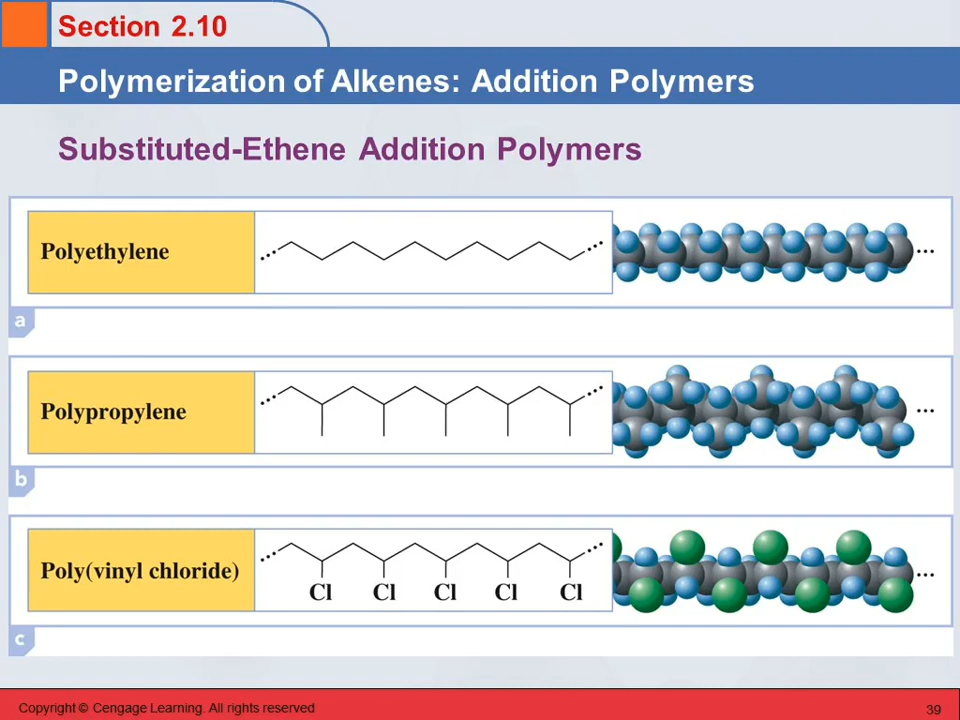 Section 2.10
Polymerization of Alkenes: Addition Polymers
Substituted-Ethene Addition Polymers
Polyethylene
...
a
Polypropylene
...
b
Poly(vinyl chloride)
Cl Cl Cl Cl Cl
...
c
Copyright © Cengage Learning. All rights reserved
39